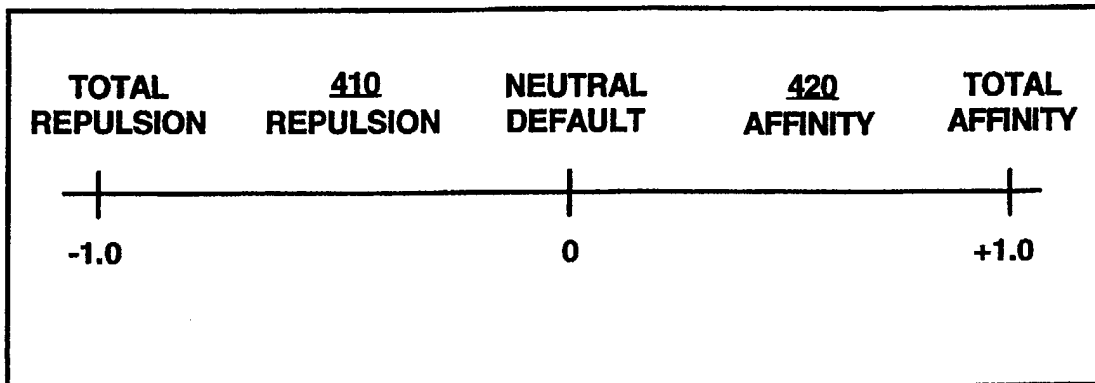 TOTAL REPULSION
410 REPULSION
NEUTRAL DEFAULT
420 AFFINITY
TOTAL AFFINITY
-1.0
0
+1.0